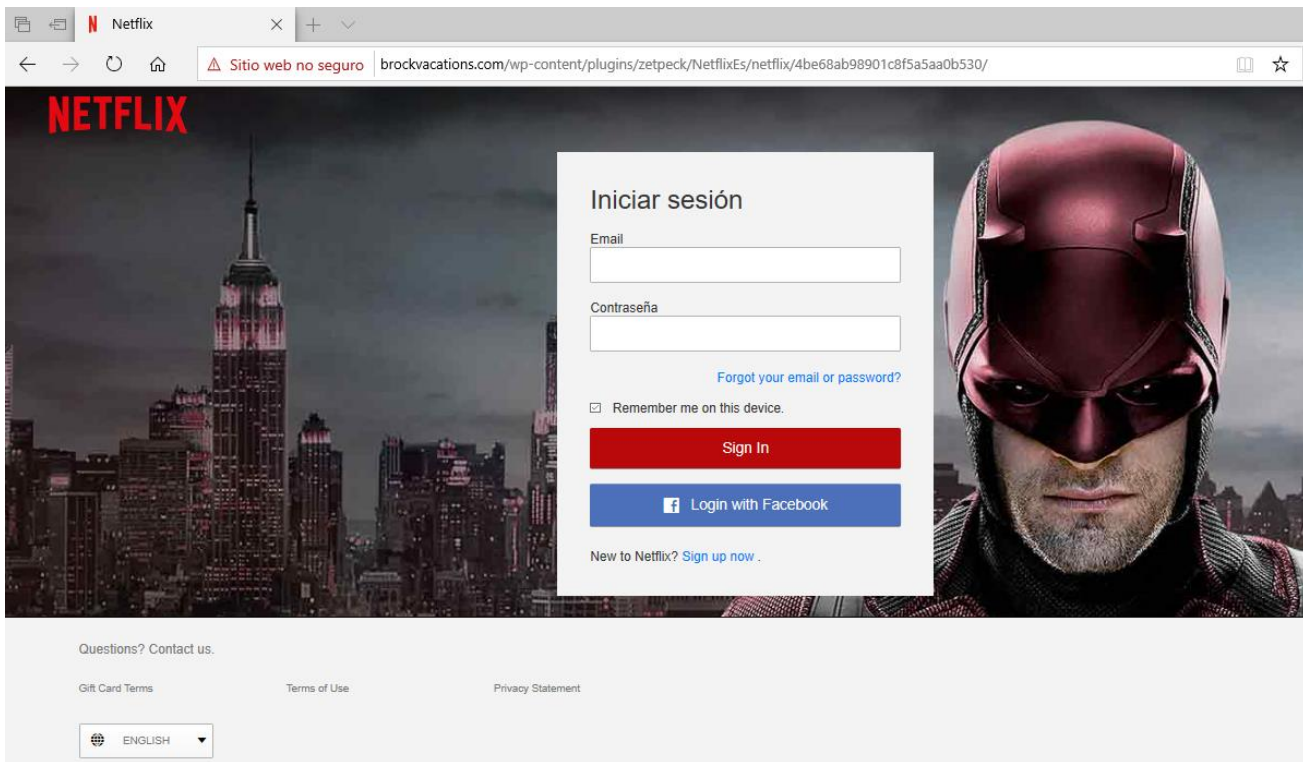 Netflix
Sitio web no seguro brockvacations.com/wp-content/plugins/zetpeck/NetflixEs/netflix/4be68ab98901c8f5a5aa0b530/
NETFLIX
Iniciar sesión
Email
Contraseña
Forgot your email or password?
Remember me on this device.
Sign In
Login with Facebook
New to Netflix? Sign up now .
Questions? Contact us.
Gift Card Terms Terms of Use Privacy Statement
ENGLISH